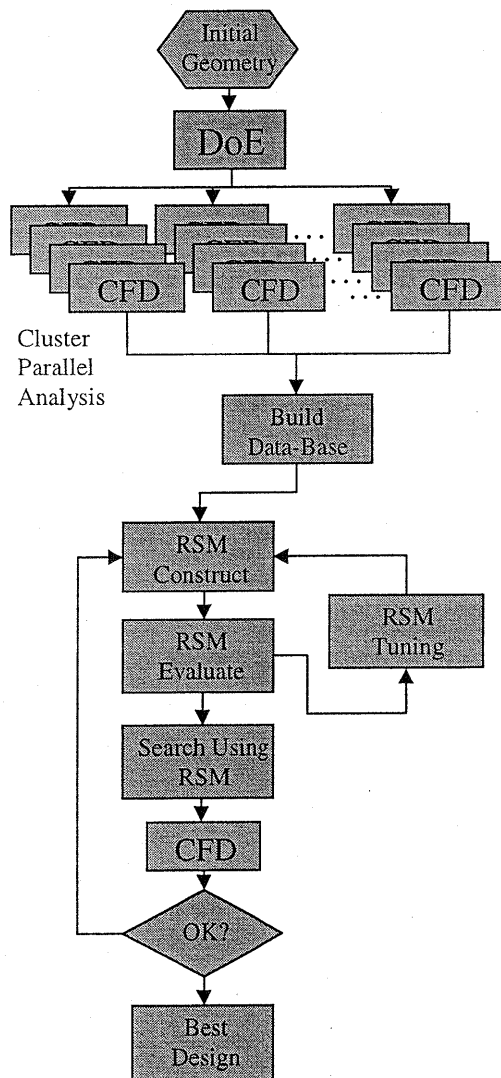 Initial
Geometry
DoE
CFD
CFD
CFD
Cluster
Parallel
Analysis
Build
Data-Base
RSM
Construct
RSM
Tuning
RSM
Evaluate
Search Using
RSM
CFD
OK?
Best
Design